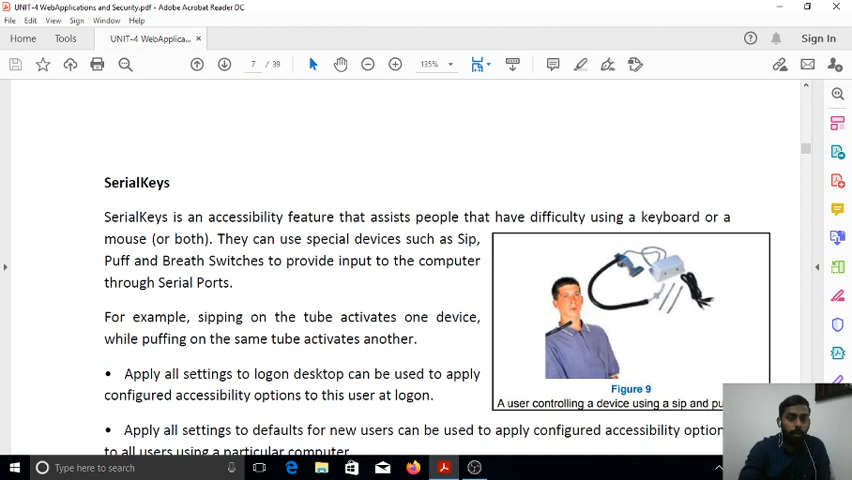 UNIT-4 WebApplications and Security.pdf - Adobe Acrobat Reader DC
File Edit View Sign Window Help
Home Tools UNIT-4 WebApplica... × Sign In
7 / 39 135%
SerialKeys
SerialKeys is an accessibility feature that assists people that have difficulty using a keyboard or a
mouse (or both). They can use special devices such as Sip,
Puff and Breath Switches to provide input to the computer
through Serial Ports.
For example, sipping on the tube activates one device,
while puffing on the same tube activates another.
• Apply all settings to logon desktop can be used to apply
configured accessibility options to this user at logon.
Figure 9
A user controlling a device using a sip and pu
• Apply all settings to defaults for new users can be used to apply configured accessibility option
to all users using a particular computer.
Type here to search